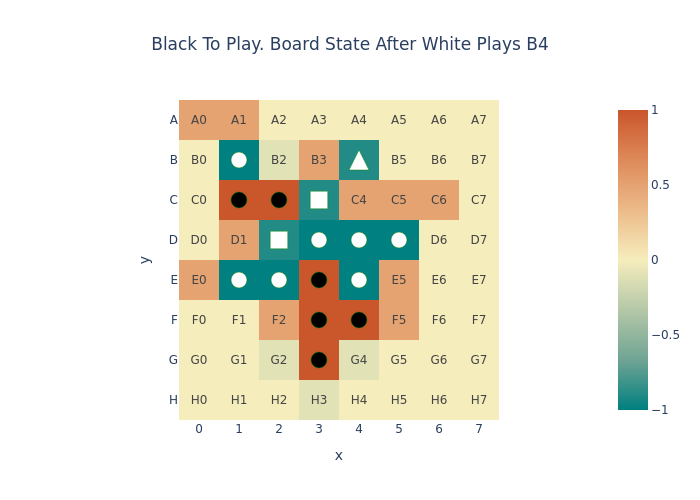 Black To Play. Board State After White Plays B4
A A0 A1 A2 A3 A4 A5 A6 A7
B B0 B2 B3 B5 B6 B7
C C0 C4 C5 C6 C7
D D0 D1 D6 D7
E E0 E5 E6 E7
F F0 F1 F2 F5 F6 F7
G G0 G1 G2 G4 G5 G6 G7
H H0 H1 H2 H3 H4 H5 H6 H7
0 1 2 3 4 5 6 7
x
y
1
0.5
0
−0.5
−1